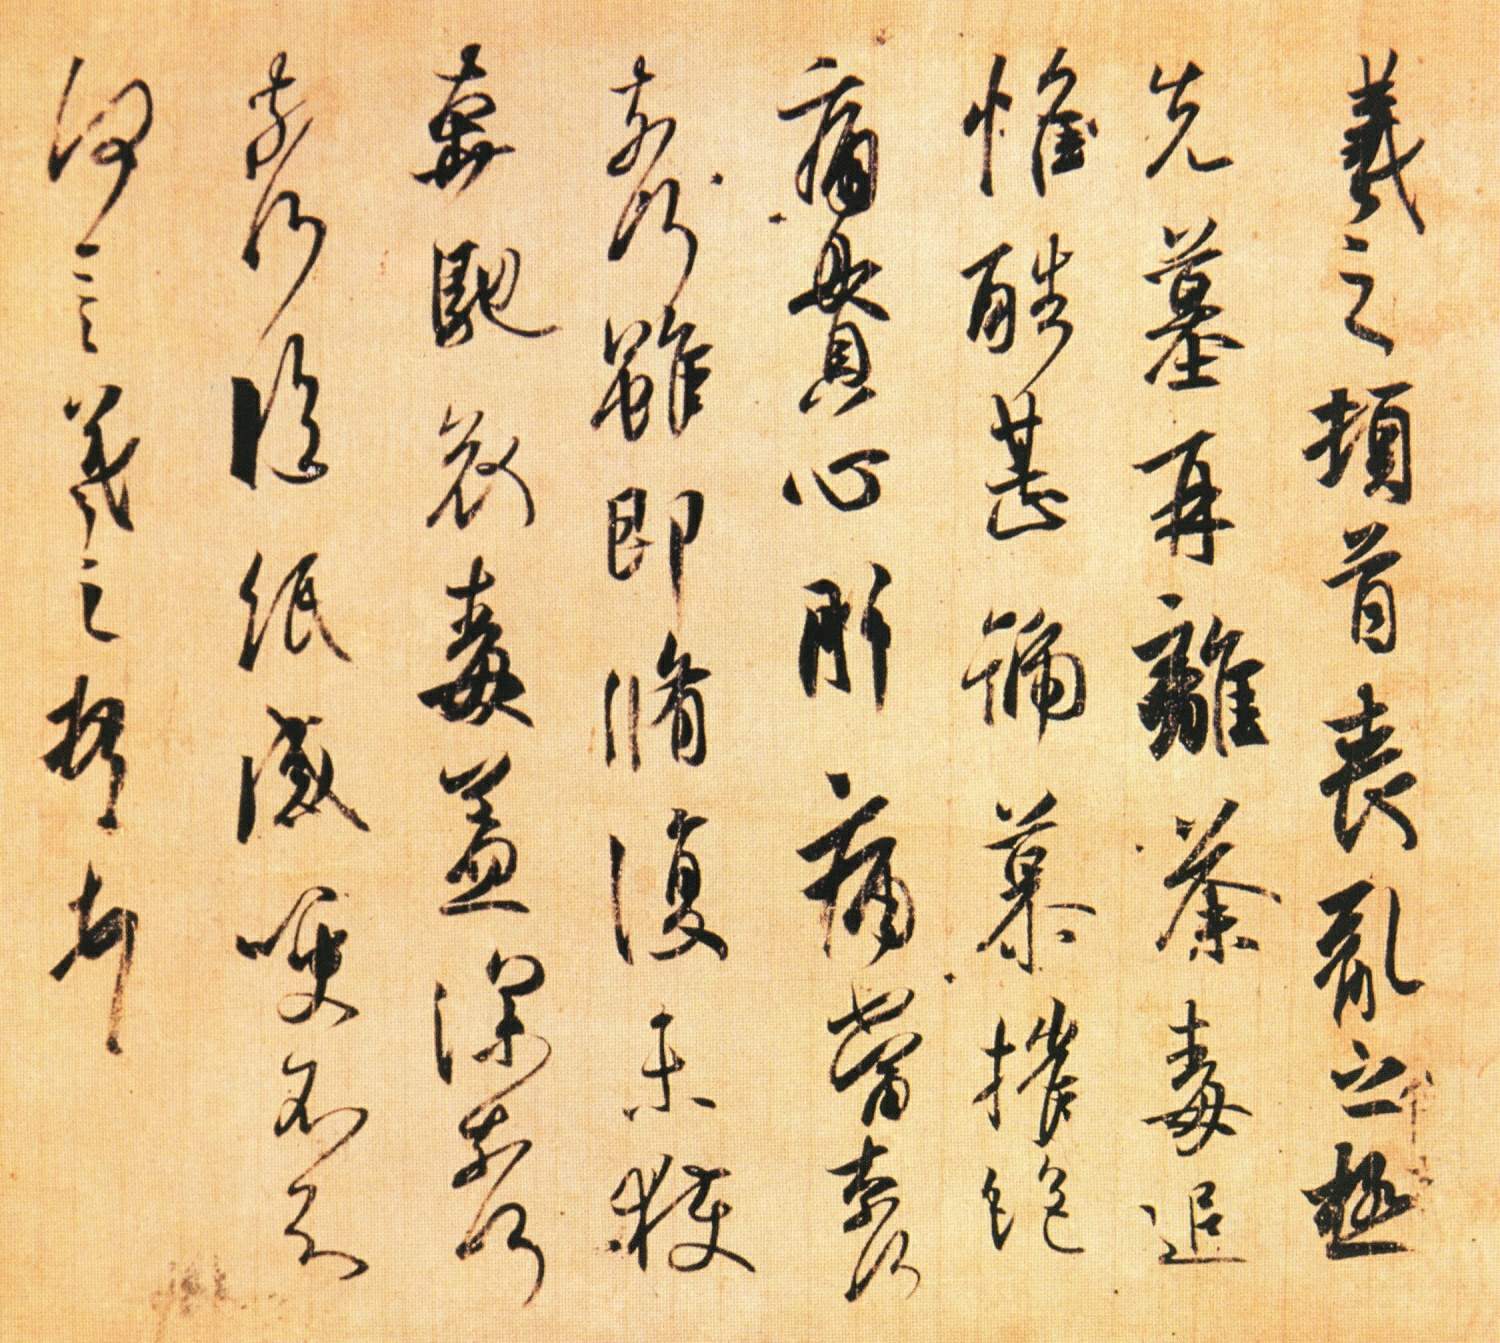 羲之頓首喪亂之極
先墓再離荼毒追
惟酷甚號慕摧絶
痛貫心肝痛當奈何
奈何雖即脩復未獲
奔馳哀毒益深奈何
奈何臨紙感哽不知
何言羲之頓首頓首